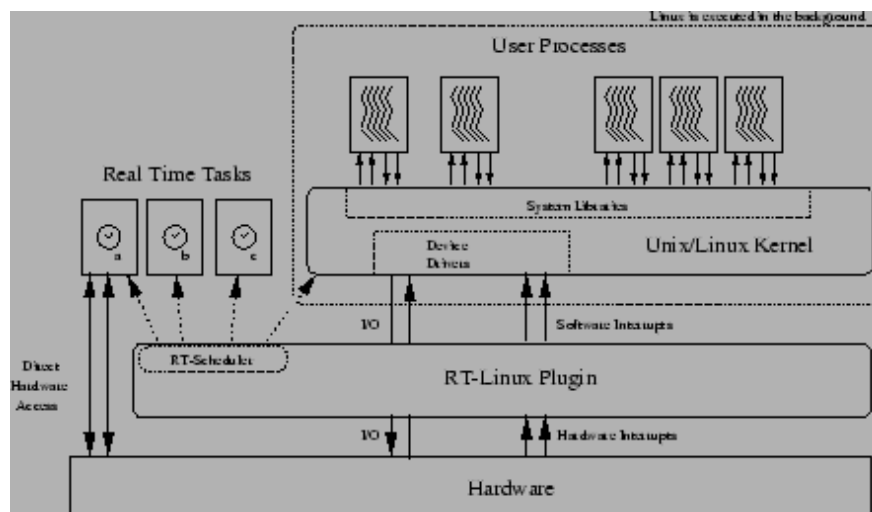 Linux is executed in the background
User Processes
Real Time Tasks
System Libraries
a
b
c
Device
Drivers
Unix/Linux Kernel
I/O
Software Interrupts
RT-Scheduler
Direct
Hardware
Access
RT-Linux Plugin
I/O
Hardware Interrupts
Hardware